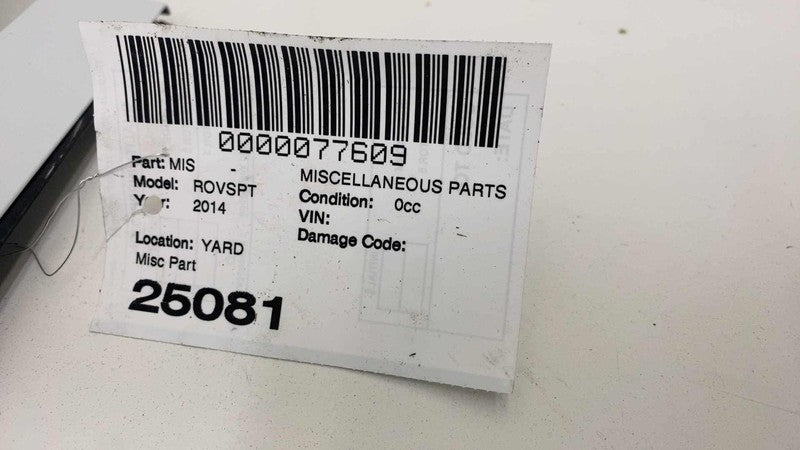 0000077609
Part: MIS - MISCELLANEOUS PARTS
Model: ROVSPT Condition: 0cc
Year: 2014 VIN:
Damage Code:
Location: YARD
Misc Part
25081